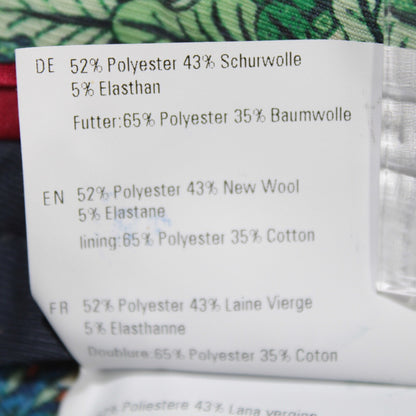 DE 52% Polyester 43% Schurwolle
5% Elasthan
Futter:65% Polyester 35% Baumwolle
EN 52% Polyester 43% New Wool
5% Elastane
lining:65% Polyester 35% Cotton
FR 52% Polyester 43% Laine Vierge
5% Elasthanne
Doublure:65% Polyester 35% Coton
Poliestere 43% Lana vergine